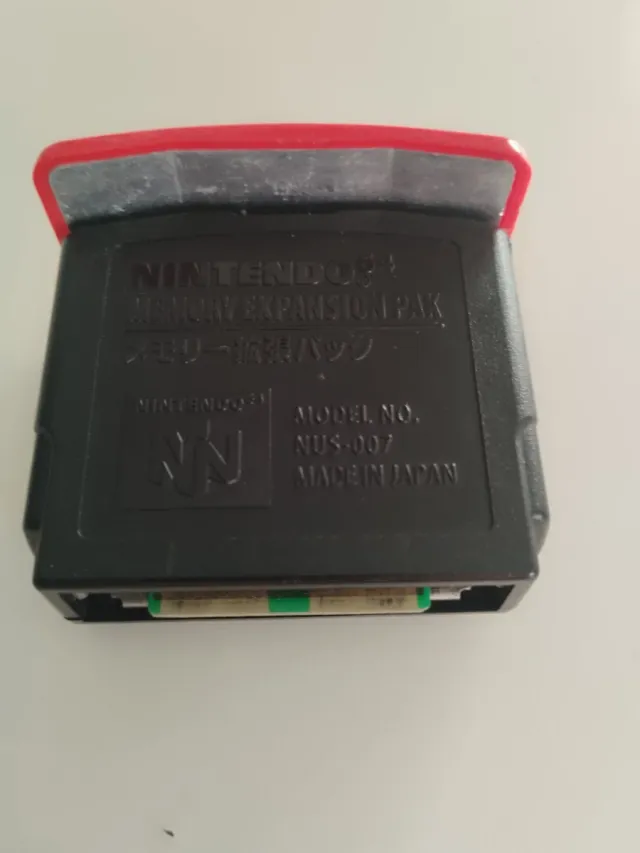 NINTENDO64
MEMORY EXPANSION PAK
メモリー拡張パック
NINTENDO64
MODEL NO.
NUS-007
MADE IN JAPAN